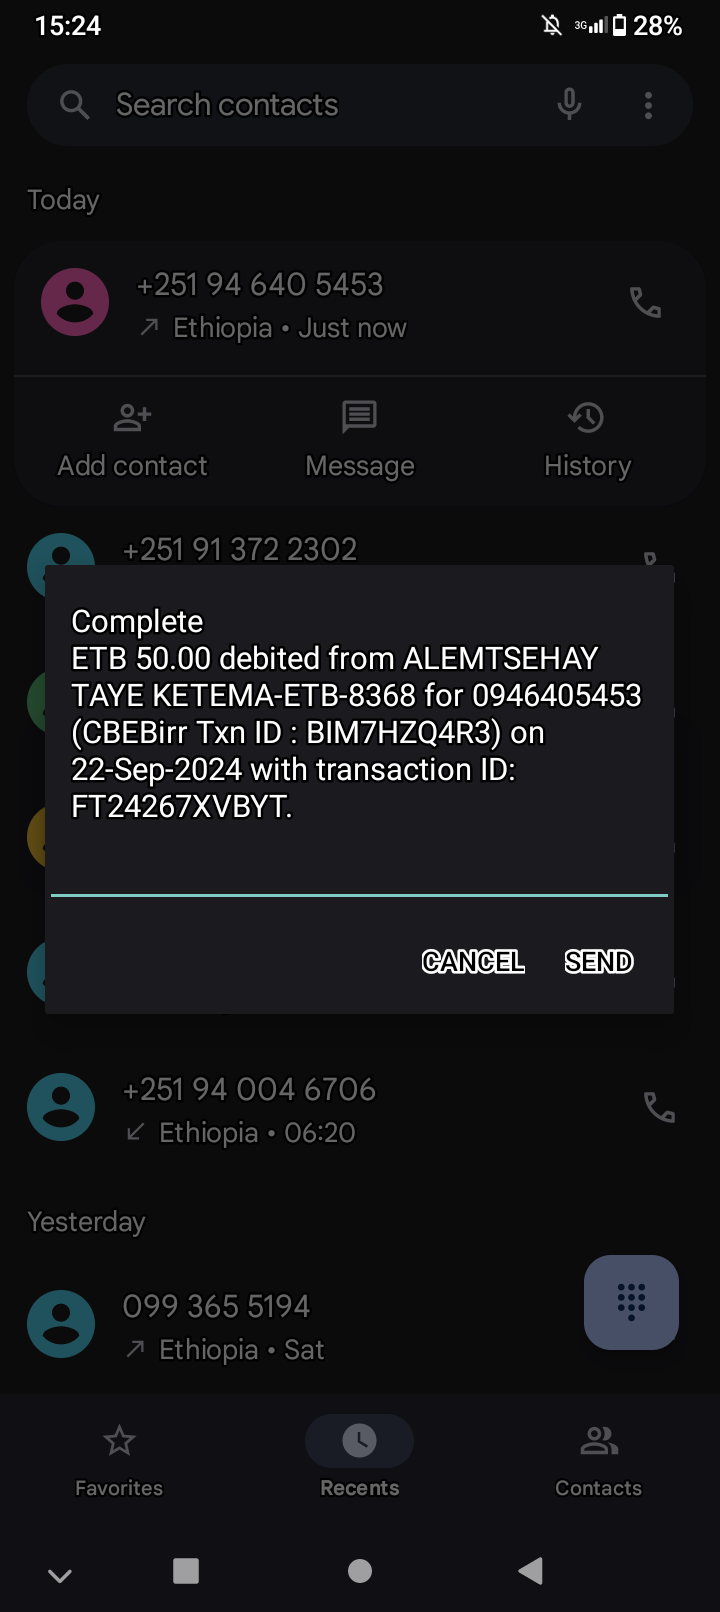 15:24
3G 28%
Search contacts
Today
+251 94 640 5453
Ethiopia • Just now
Add contact Message History
+251 91 372 2302
Complete
ETB 50.00 debited from ALEMTSEHAY
TAYE KETEMA-ETB-8368 for 0946405453
(CBEBirr Txn ID : BIM7HZQ4R3) on
22-Sep-2024 with transaction ID:
FT24267XVBYT.
CANCEL SEND
+251 94 004 6706
Ethiopia • 06:20
Yesterday
099 365 5194
Ethiopia • Sat
Favorites Recents Contacts